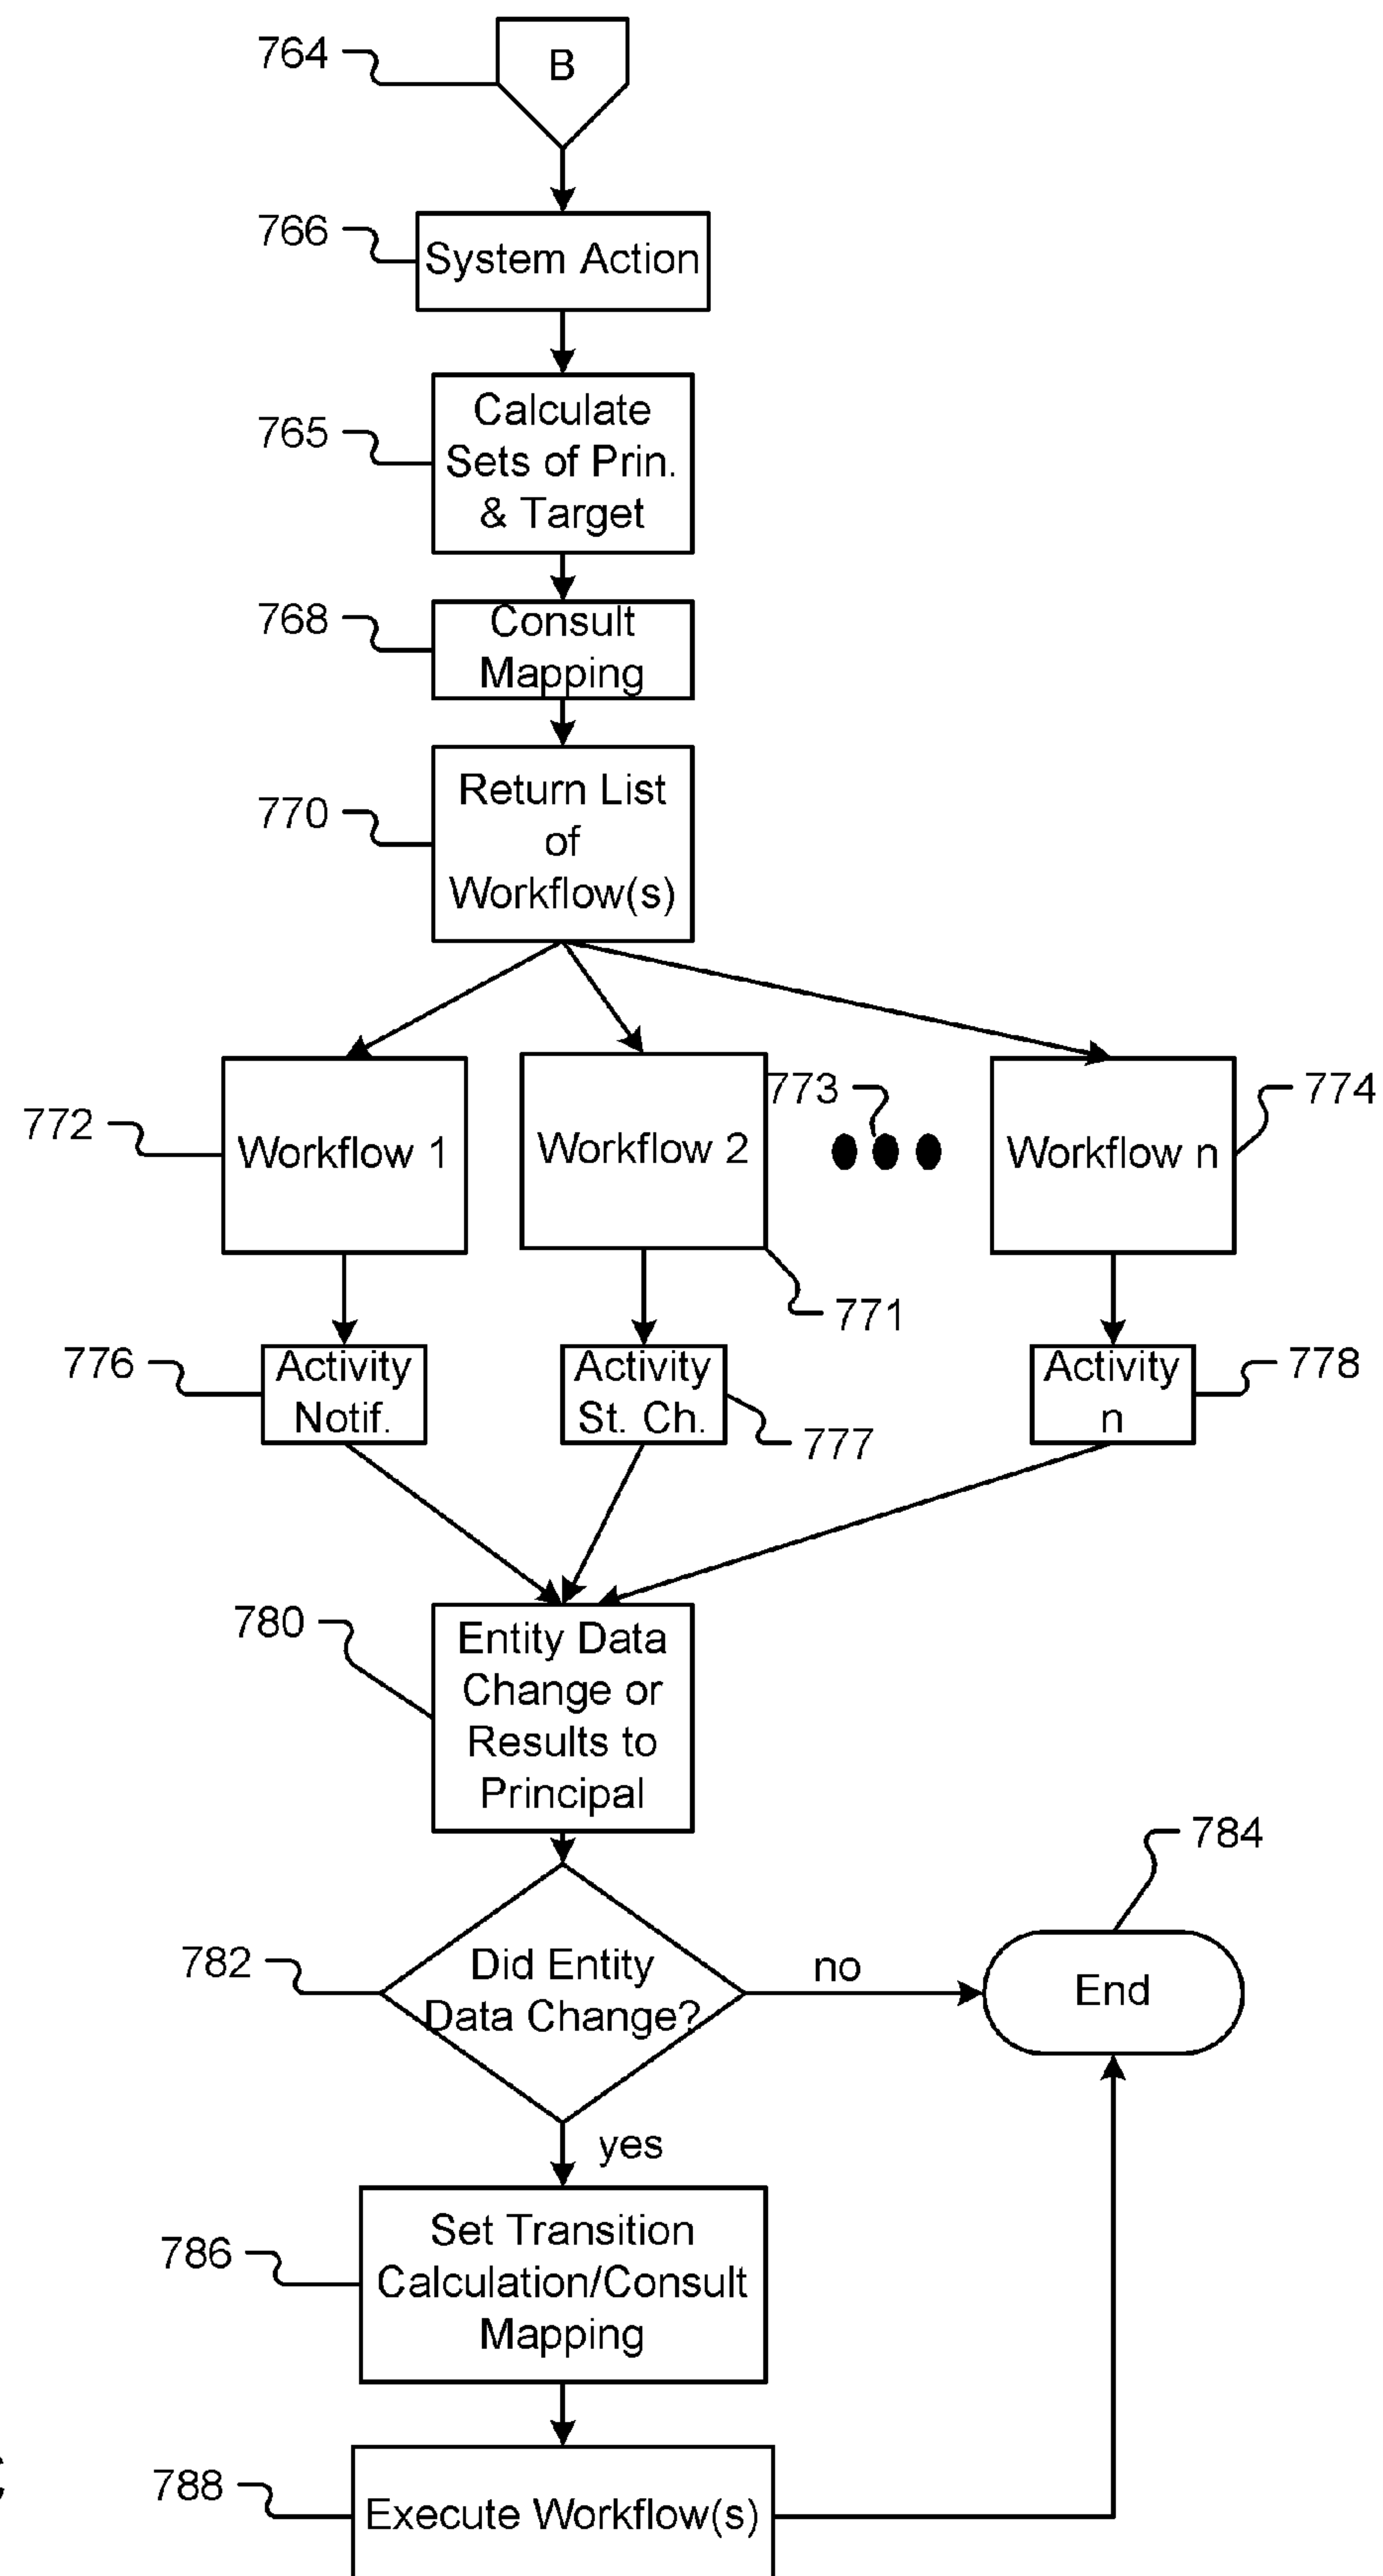 764
B
766
System Action
765
Calculate
Sets of Prin.
& Target
768
Consult
Mapping
770
Return List
of
Workflow(s)
772
Workflow 1
Workflow 2
773
Workflow n
774
771
776
Activity
Notif.
Activity
St. Ch.
777
Activity
n
778
780
Entity Data
Change or
Results to
Principal
784
782
Did Entity
Data Change?
no
End
yes
786
Set Transition
Calculation/Consult
Mapping
788
Execute Workflow(s)